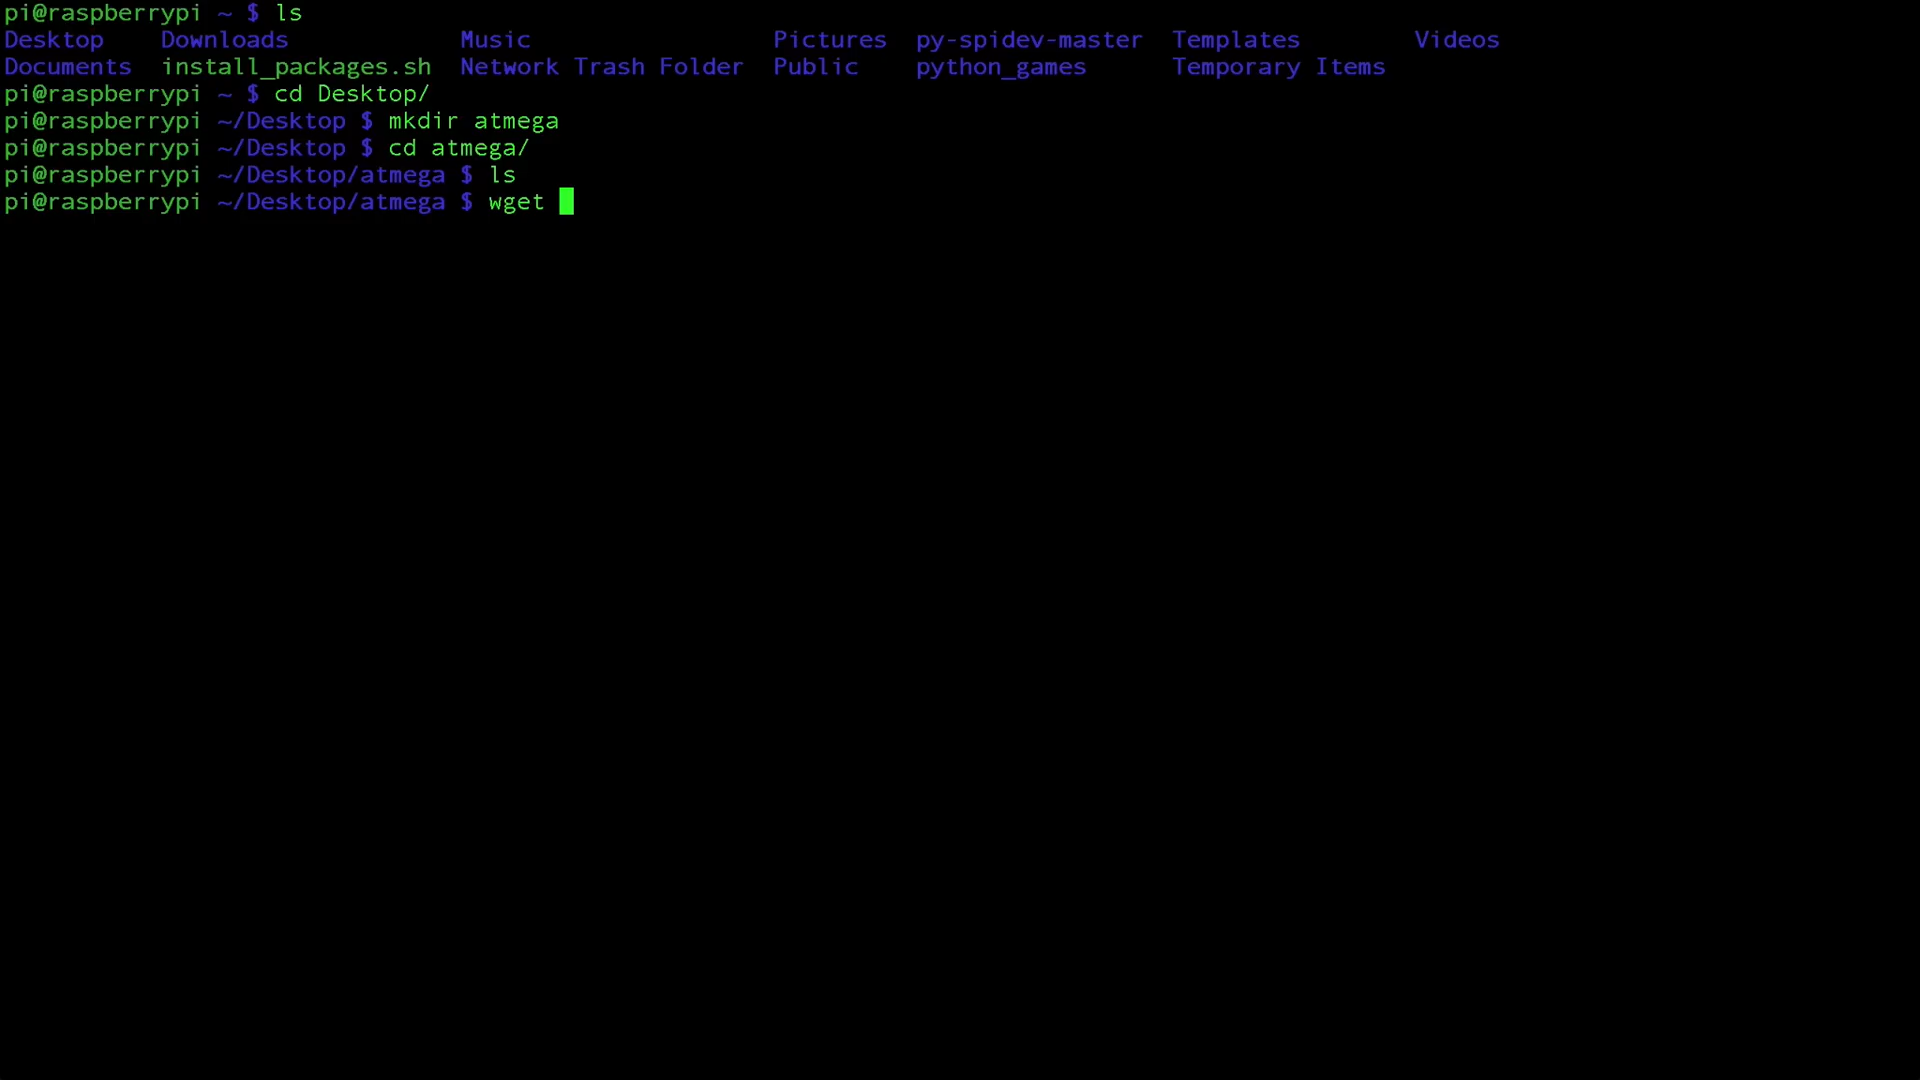 pi@raspberrypi ~ $ ls
Desktop    Downloads            Music                 Pictures  py-spidev-master  Templates        Videos
Documents  install_packages.sh  Network Trash Folder  Public    python_games      Temporary Items
pi@raspberrypi ~ $ cd Desktop/
pi@raspberrypi ~/Desktop $ mkdir atmega
pi@raspberrypi ~/Desktop $ cd atmega/
pi@raspberrypi ~/Desktop/atmega $ ls
pi@raspberrypi ~/Desktop/atmega $ wget